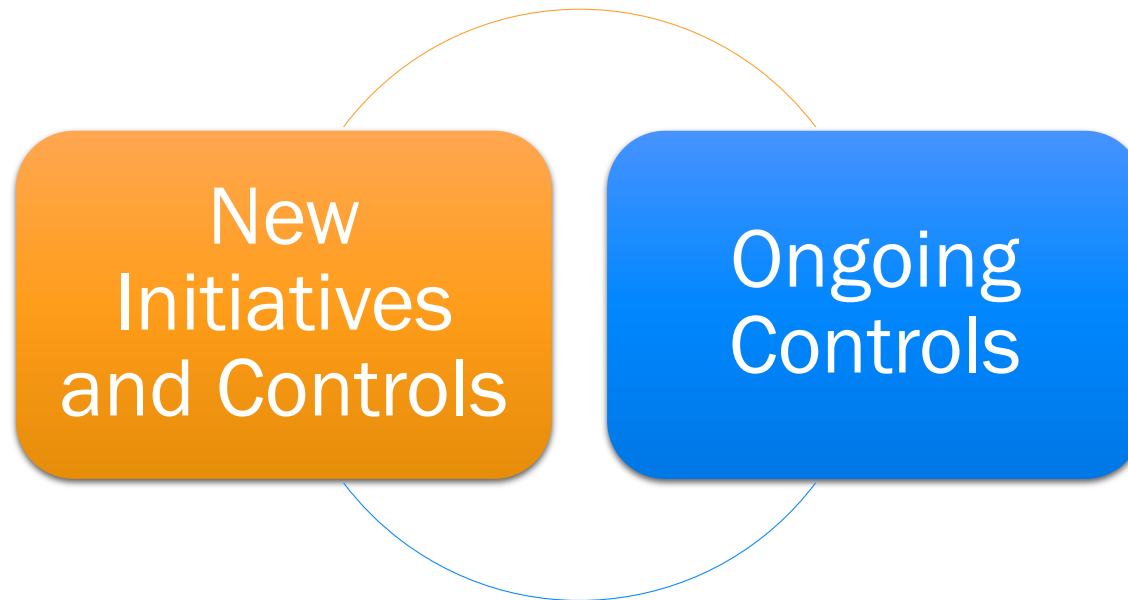 New
Initiatives
and Controls
Ongoing
Controls